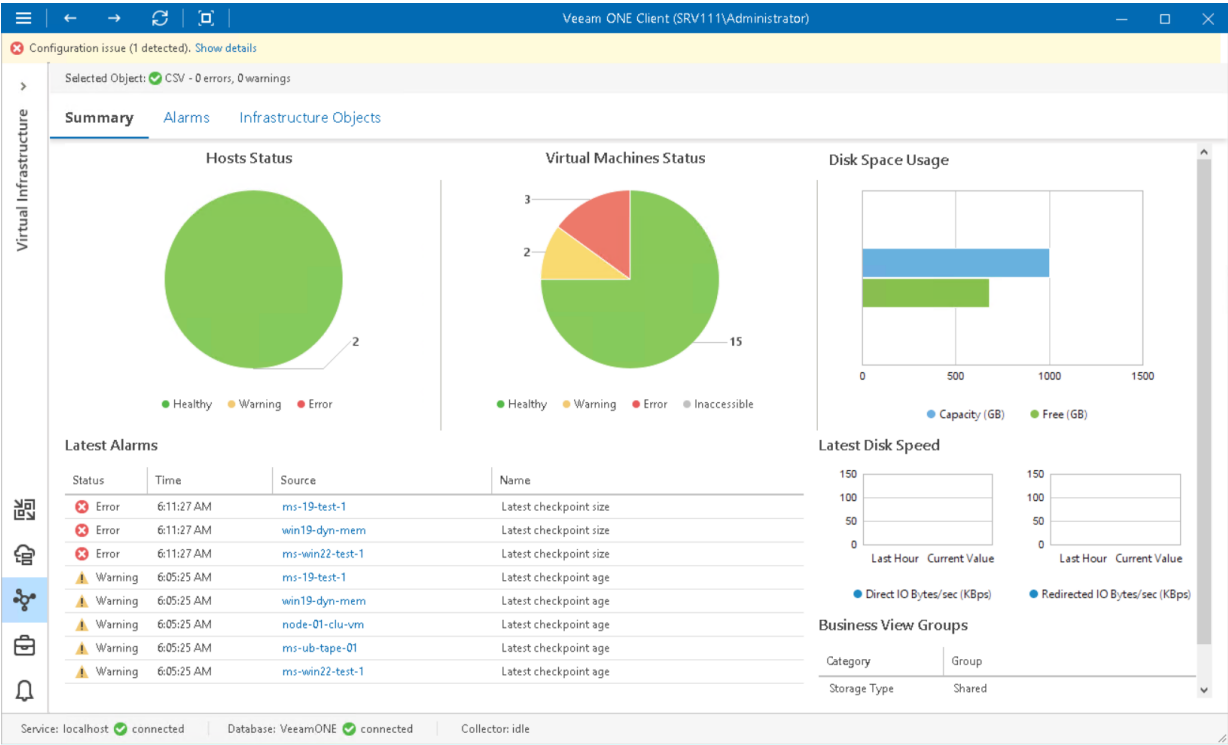 Veeam ONE Client (SRV111\Administrator)
Configuration issue (1 detected). Show details
Selected Object: CSV - 0 errors, 0 warnings
Virtual Infrastructure
Summary Alarms Infrastructure Objects
Hosts Status
2
Healthy Warning Error
Virtual Machines Status
3
2
15
Healthy Warning Error Inaccessible
Disk Space Usage
0 500 1000 1500
Capacity (GB) Free (GB)
Latest Alarms
Status Time Source Name
Error 6:11:27 AM ms-19-test-1 Latest checkpoint size
Error 6:11:27 AM win19-dyn-mem Latest checkpoint size
Error 6:11:27 AM ms-win22-test-1 Latest checkpoint size
Warning 6:05:25 AM ms-19-test-1 Latest checkpoint age
Warning 6:05:25 AM win19-dyn-mem Latest checkpoint age
Warning 6:05:25 AM node-01-clu-vm Latest checkpoint age
Warning 6:05:25 AM ms-ub-tape-01 Latest checkpoint age
Warning 6:05:25 AM ms-win22-test-1 Latest checkpoint age
Latest Disk Speed
150
100
50
0
Last Hour Current Value
Direct IO Bytes/sec (KBps)
150
100
50
0
Last Hour Current Value
Redirected IO Bytes/sec (KBps)
Business View Groups
Category Group
Storage Type Shared
Service: localhost connected Database: VeeamONE connected Collector: idle